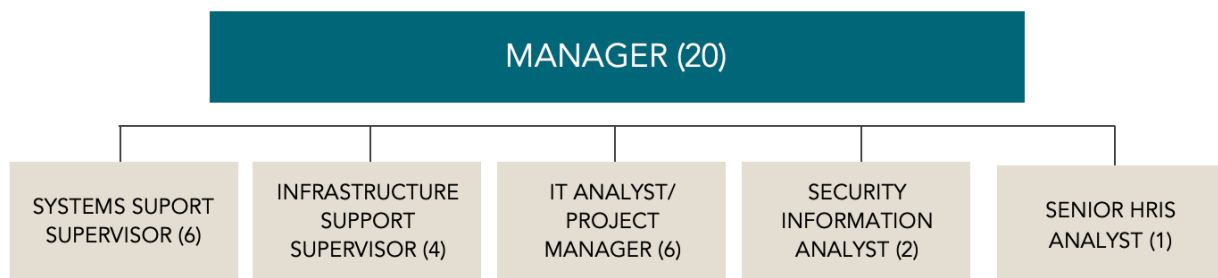 MANAGER (20)
SYSTEMS SUPORT
SUPERVISOR (6)
INFRASTRUCTURE
SUPPORT
SUPERVISOR (4)
IT ANALYST/
PROJECT
MANAGER (6)
SECURITY
INFORMATION
ANALYST (2)
SENIOR HRIS
ANALYST (1)